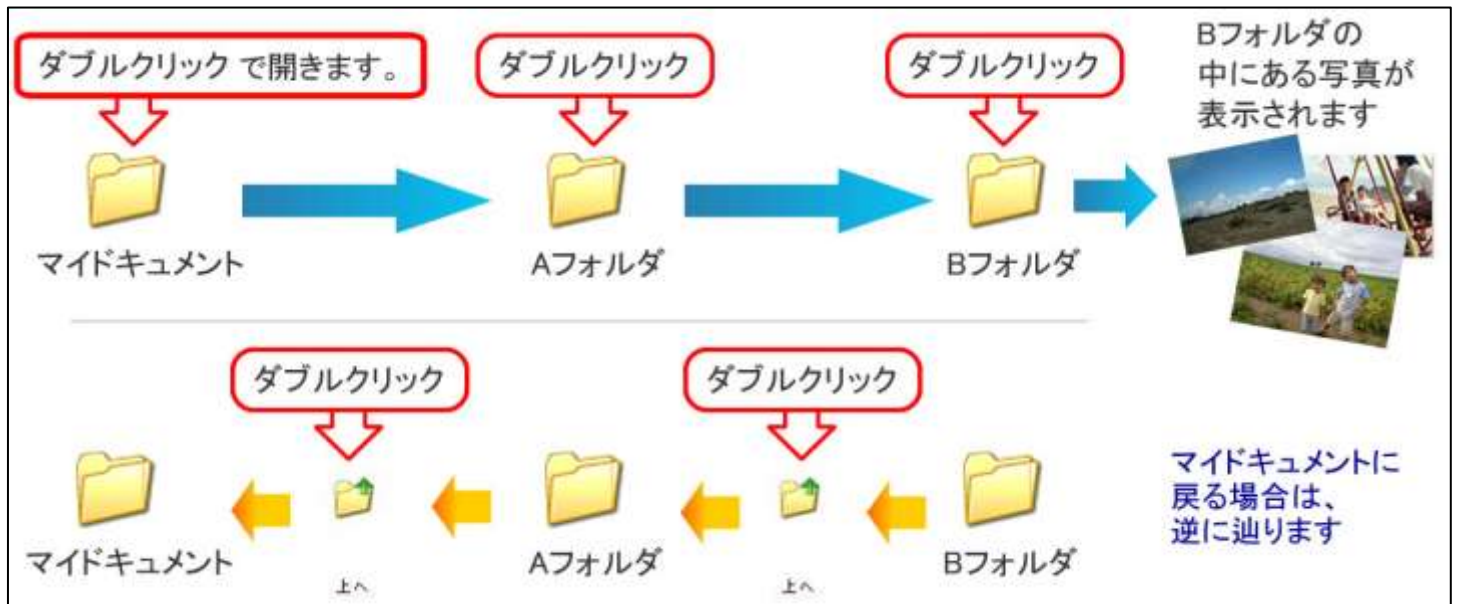 ダブルクリック で開きます。
ダブルクリック
ダブルクリック
Bフォルダの
中にある写真が
表示されます
マイドキュメント
Aフォルダ
Bフォルダ
ダブルクリック
ダブルクリック
マイドキュメント
上へ
Aフォルダ
上へ
Bフォルダ
マイドキュメントに
戻る場合は、
逆に辿ります